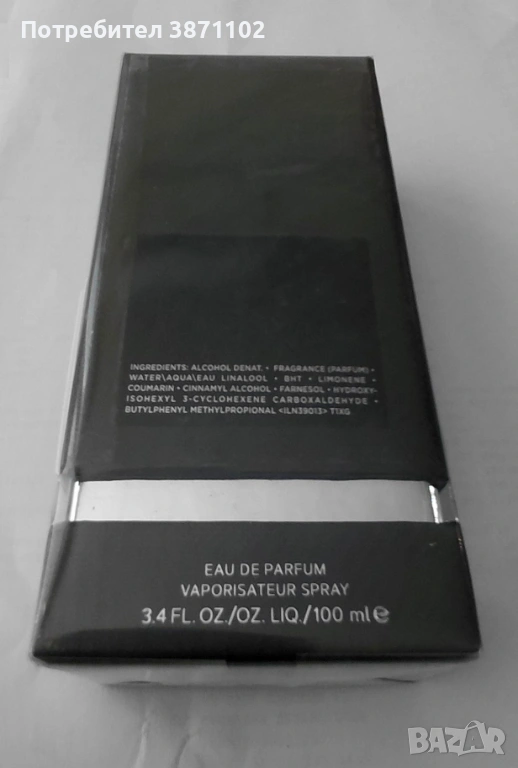 Потребител 3871102
INGREDIENTS: ALCOHOL DENAT. • FRAGRANCE (PARFUM) •
WATER\AQUA\EAU LINALOOL • BHT • LIMONENE •
COUMARIN • CINNAMYL ALCOHOL • FARNESOL • HYDROXY-
ISOHEXYL 3-CYCLOHEXENE CARBOXALDEHYDE •
BUTYLPHENYL METHYLPROPIONAL <ILN39013> T1XG
EAU DE PARFUM
VAPORISATEUR SPRAY
3.4 FL. OZ./OZ. LIQ./100 ml e
BAZAR